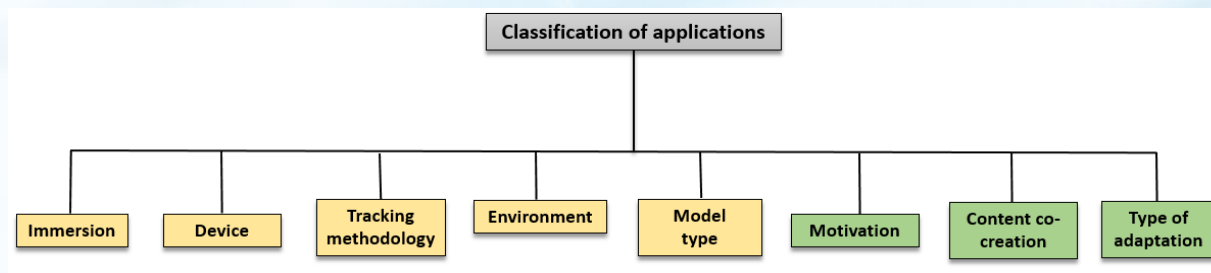 Classification of applications
Immersion
Device
Tracking
methodology
Environment
Model
type
Motivation
Content co-
creation
Type of
adaptation